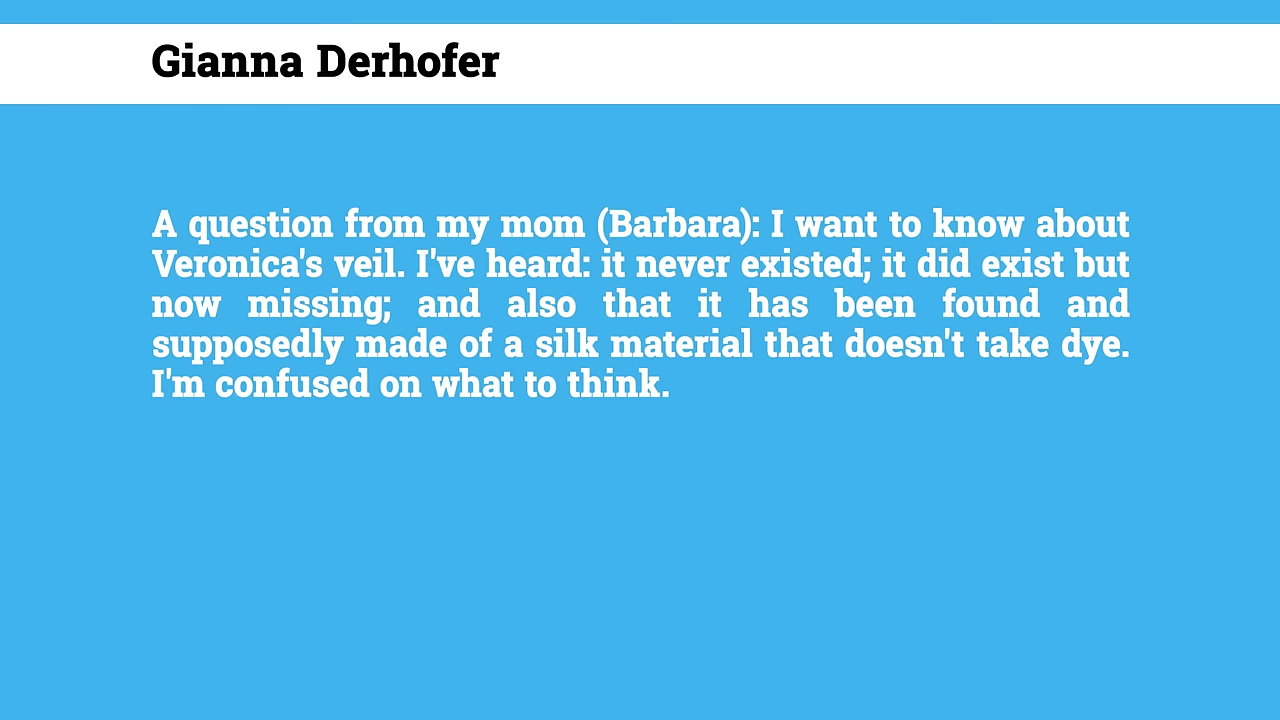 Gianna Derhofer
A question from my mom (Barbara): I want to know about
Veronica's veil. I've heard: it never existed; it did exist but
now missing; and also that it has been found and
supposedly made of a silk material that doesn't take dye.
I'm confused on what to think.